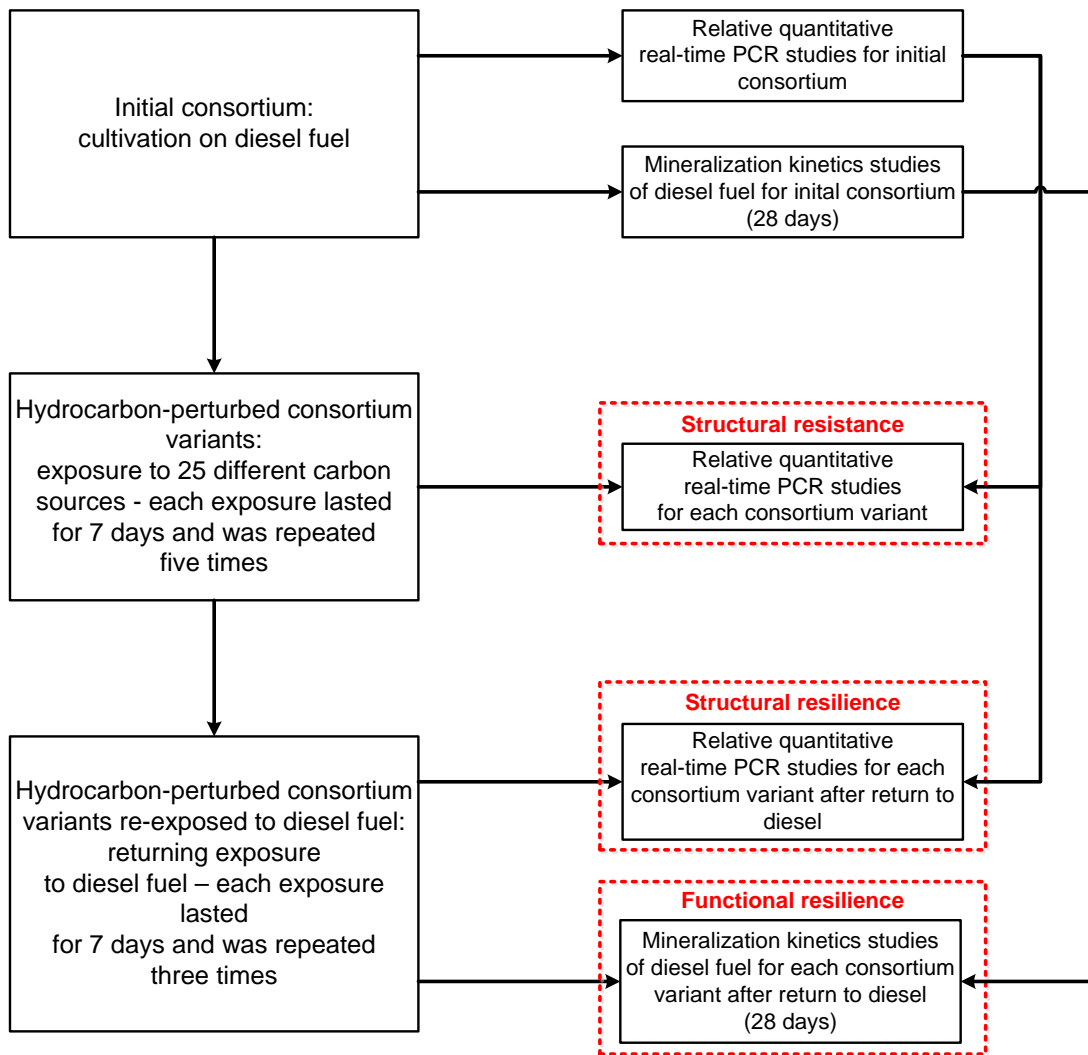 Initial consortium:
cultivation on diesel fuel
Relative quantitative
real-time PCR studies for initial
consortium
Mineralization kinetics studies
of diesel fuel for inital consortium
(28 days)
Hydrocarbon-perturbed consortium
variants:
exposure to 25 different carbon
sources - each exposure lasted
for 7 days and was repeated
five times
Structural resistance
Relative quantitative
real-time PCR studies
for each consortium variant
Hydrocarbon-perturbed consortium
variants re-exposed to diesel fuel:
returning exposure
to diesel fuel – each exposure
lasted
for 7 days and was repeated
three times
Structural resilience
Relative quantitative
real-time PCR studies for each
consortium variant after return to
diesel
Functional resilience
Mineralization kinetics studies
of diesel fuel for each consortium
variant after return to diesel
(28 days)